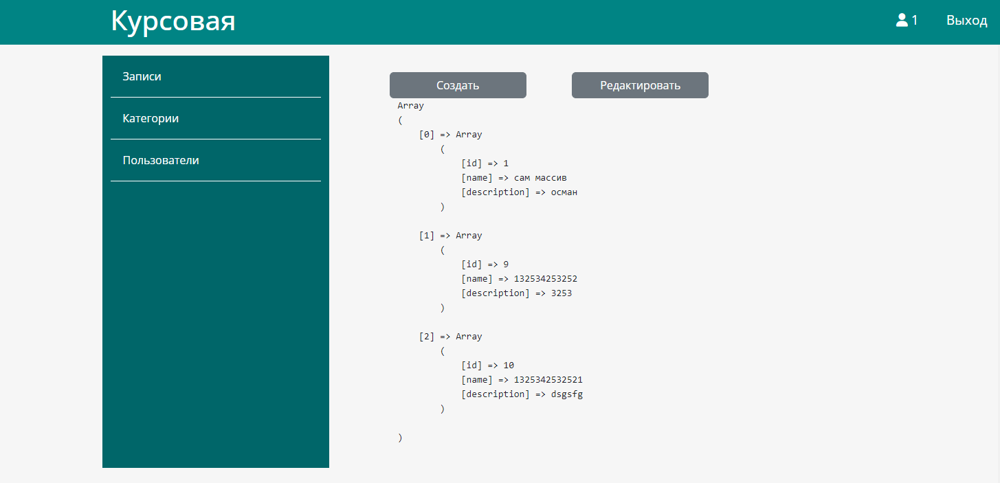 Курсовая
1 Выход
Записи
Категории
Пользователи
Создать Редактировать
Array
(
    [0] => Array
        (
            [id] => 1
            [name] => сам массив
            [description] => осман
        )

    [1] => Array
        (
            [id] => 9
            [name] => 132534253252
            [description] => 3253
        )

    [2] => Array
        (
            [id] => 10
            [name] => 1325342532521
            [description] => dsgsfg
        )

)